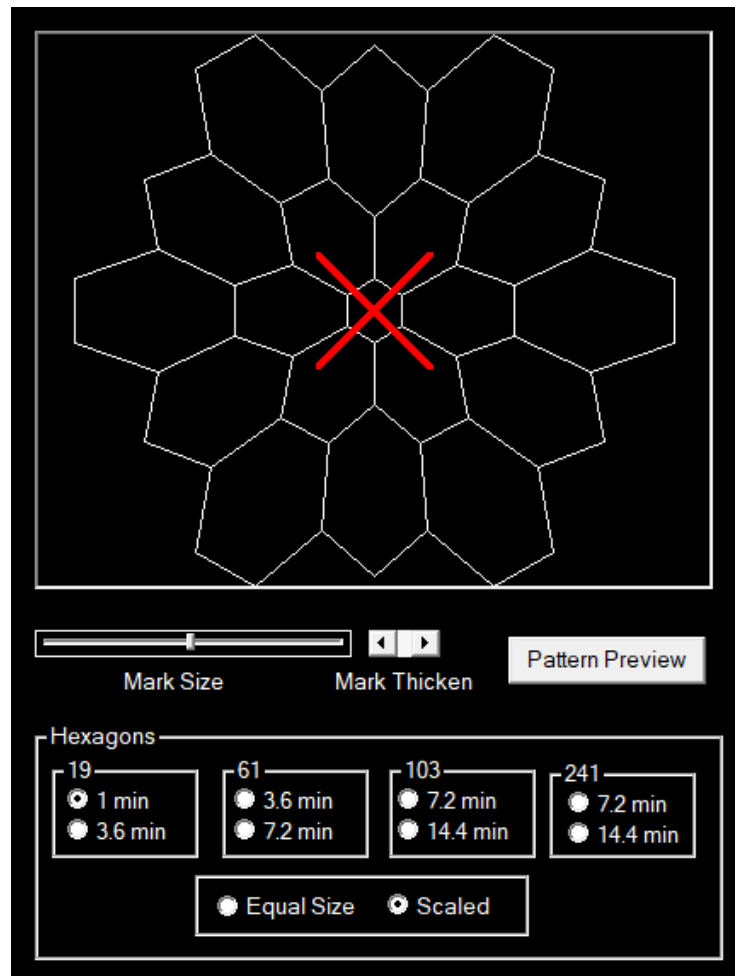 Mark Size
Mark Thicken
Pattern Preview
Hexagons
19
1 min
3.6 min
61
3.6 min
7.2 min
103
7.2 min
14.4 min
241
7.2 min
14.4 min
Equal Size
Scaled